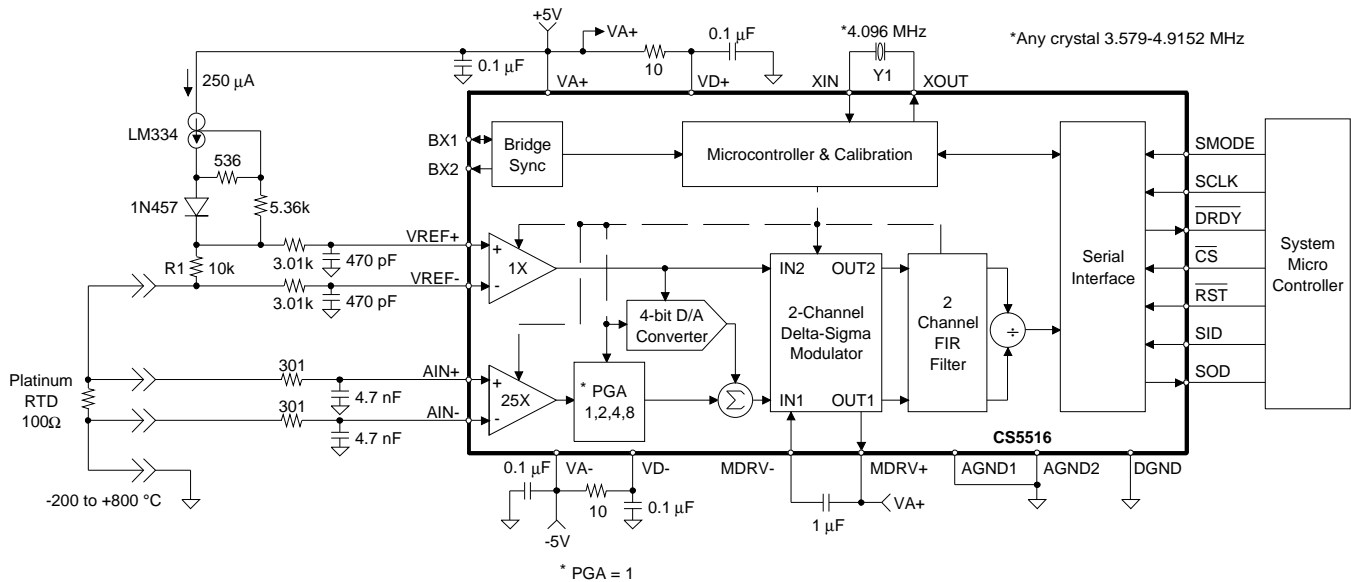 +5V
*4.096 MHz
*Any crystal 3.579-4.9152 MHz
VA+
0.1 µF
0.1 µF
10
Y1
250 µA
VA+
VD+
XIN
XOUT
LM334
BX1
BX2
Bridge
Sync
Microcontroller & Calibration
SMODE
536
1N457
5.36k
SCLK
DRDY
VREF+
+
1X
-
3.01k
470 pF
R1
10k
VREF-
3.01k
470 pF
IN2
OUT2
Serial
Interface
System
Micro
Controller
CS
RST
4-bit D/A
Converter
2-Channel
Delta-Sigma
Modulator
2
Channel
FIR
Filter
÷
SID
SOD
Platinum
RTD
100Ω
301
AIN+
4.7 nF
+
25X
-
* PGA
1,2,4,8
Σ
301
AIN-
4.7 nF
IN1
OUT1
CS5516
0.1 µF
VA-
VD-
MDRV-
MDRV+
AGND1
AGND2
DGND
-200 to +800 °C
10
0.1 µF
1 µF
VA+
-5V
* PGA = 1